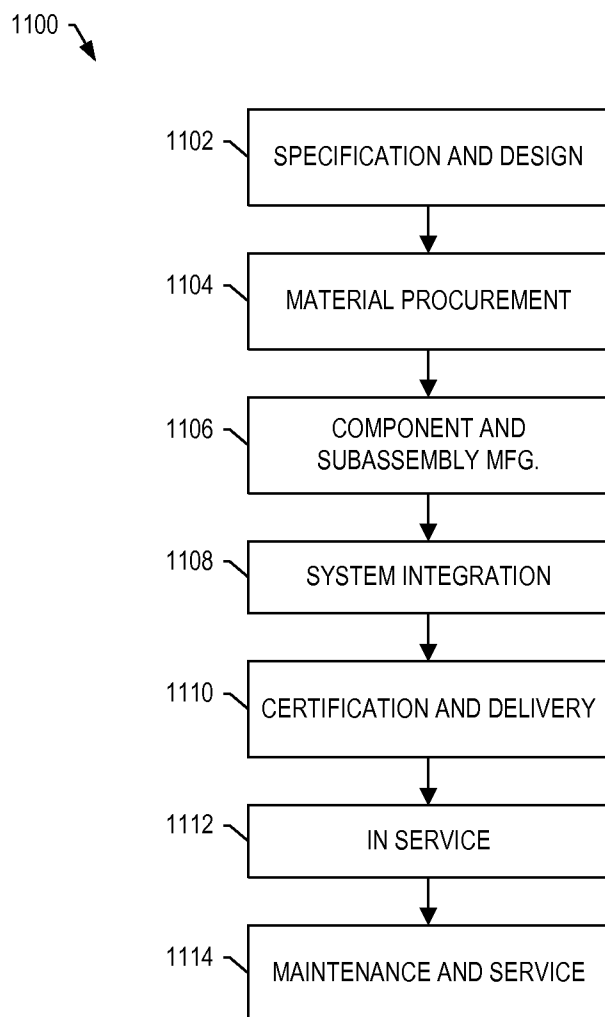 1100
1102
SPECIFICATION AND DESIGN
1104
MATERIAL PROCUREMENT
1106
COMPONENT AND
SUBASSEMBLY MFG.
1108
SYSTEM INTEGRATION
1110
CERTIFICATION AND DELIVERY
1112
IN SERVICE
1114
MAINTENANCE AND SERVICE